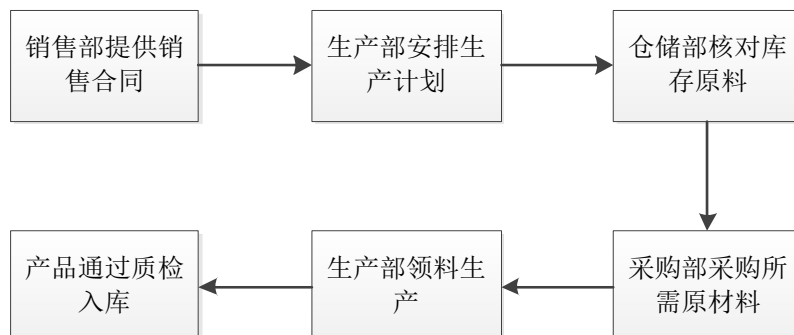 销售部提供销
售合同
生产部安排生
产计划
仓储部核对库
存原料
采购部采购所
需原材料
生产部领料生
产
产品通过质检
入库